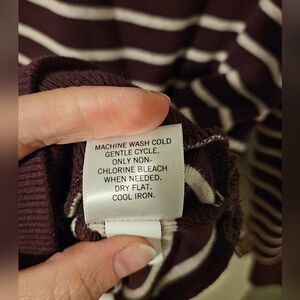 MACHINE WASH COLD
GENTLE CYCLE.
ONLY NON-
CHLORINE BLEACH
WHEN NEEDED.
DRY FLAT.
COOL IRON.